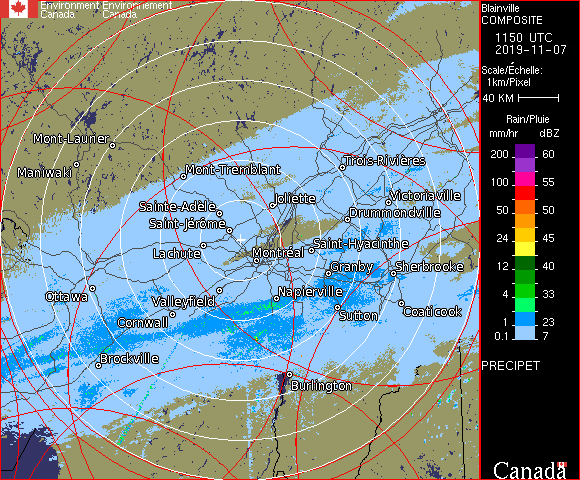 Environment Environnement
Canada Canada
Blainville
COMPOSITE
1150 UTC
2019-11-07
Scale/Échelle:
1km/Pixel
40 KM
Rain/Pluie
mm/hr dBZ
200 60
100 55
50 50
24 45
12 40
4 33
1 23
0.1 7
PRECIPET
Canada
Mont-Laurier
Maniwaki
Mont-Tremblant
Trois-Rivières
Sainte-Adèle
Joliette
Victoriaville
Saint-Jérôme
Drummondville
Lachute
Montréal
Saint-Hyacinthe
Granby
Sherbrooke
Ottawa
Valleyfield
Napierville
Cornwall
Sutton
Coaticook
Brockville
Burlington